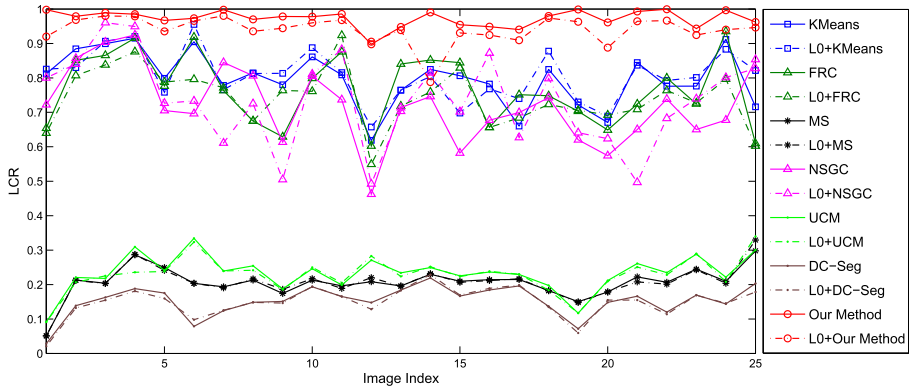 1
0.9
0.8
0.7
0.6
0.5
0.4
0.3
0.2
0.1
0
LCR
5
10
15
20
25
Image Index
KMeans
L0+KMeans
FRC
L0+FRC
MS
L0+MS
NSGC
L0+NSGC
UCM
L0+UCM
DC−Seg
L0+DC−Seg
Our Method
L0+Our Method